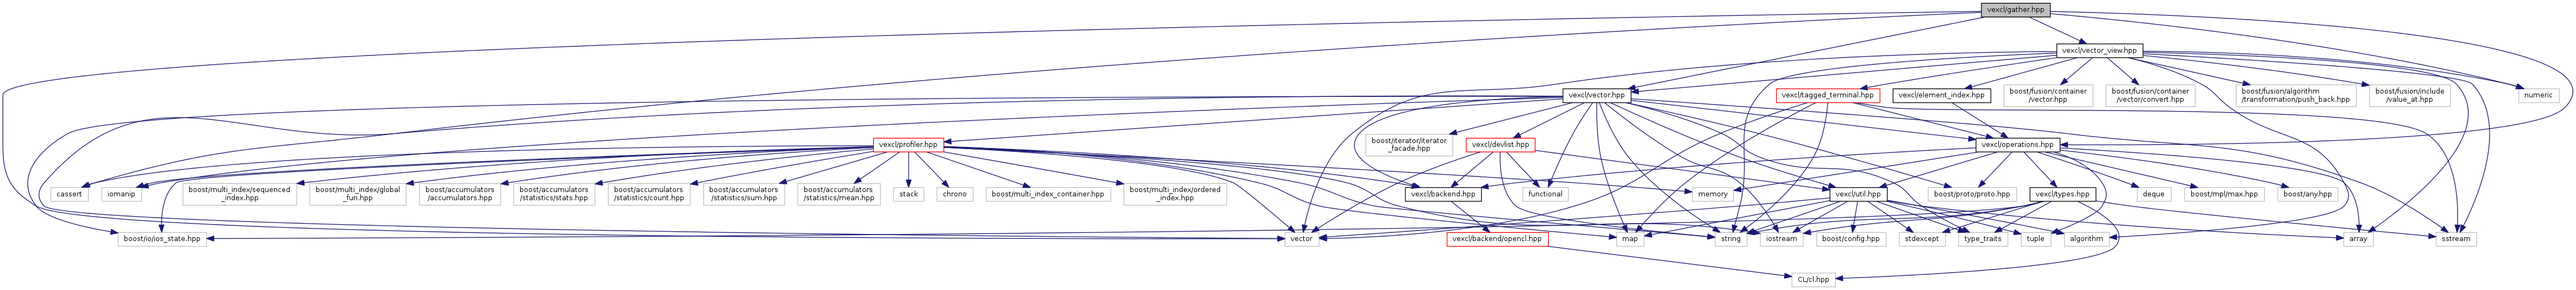 vexcl/gather.hpp
vexcl/vector_view.hpp
vexcl/vector.hpp
vexcl/tagged_terminal.hpp
vexcl/element_index.hpp
boost/fusion/container
/vector.hpp
boost/fusion/container
/vector/convert.hpp
boost/fusion/algorithm
/transformation/push_back.hpp
boost/fusion/include
/value_at.hpp
numeric
vexcl/profiler.hpp
boost/iterator/iterator
_facade.hpp
vexcl/devlist.hpp
vexcl/operations.hpp
cassert
iomanip
boost/multi_index/sequenced
_index.hpp
boost/multi_index/global
_fun.hpp
boost/accumulators
/accumulators.hpp
boost/accumulators
/statistics/stats.hpp
boost/accumulators
/statistics/count.hpp
boost/accumulators
/statistics/sum.hpp
boost/accumulators
/statistics/mean.hpp
stack
chrono
boost/multi_index_container.hpp
boost/multi_index/ordered
_index.hpp
memory
vexcl/backend.hpp
functional
vexcl/util.hpp
boost/proto/proto.hpp
vexcl/types.hpp
deque
boost/mpl/max.hpp
boost/any.hpp
boost/io/ios_state.hpp
vector
map
vexcl/backend/opencl.hpp
string
iostream
boost/config.hpp
stdexcept
type_traits
tuple
algorithm
array
sstream
CL/cl.hpp